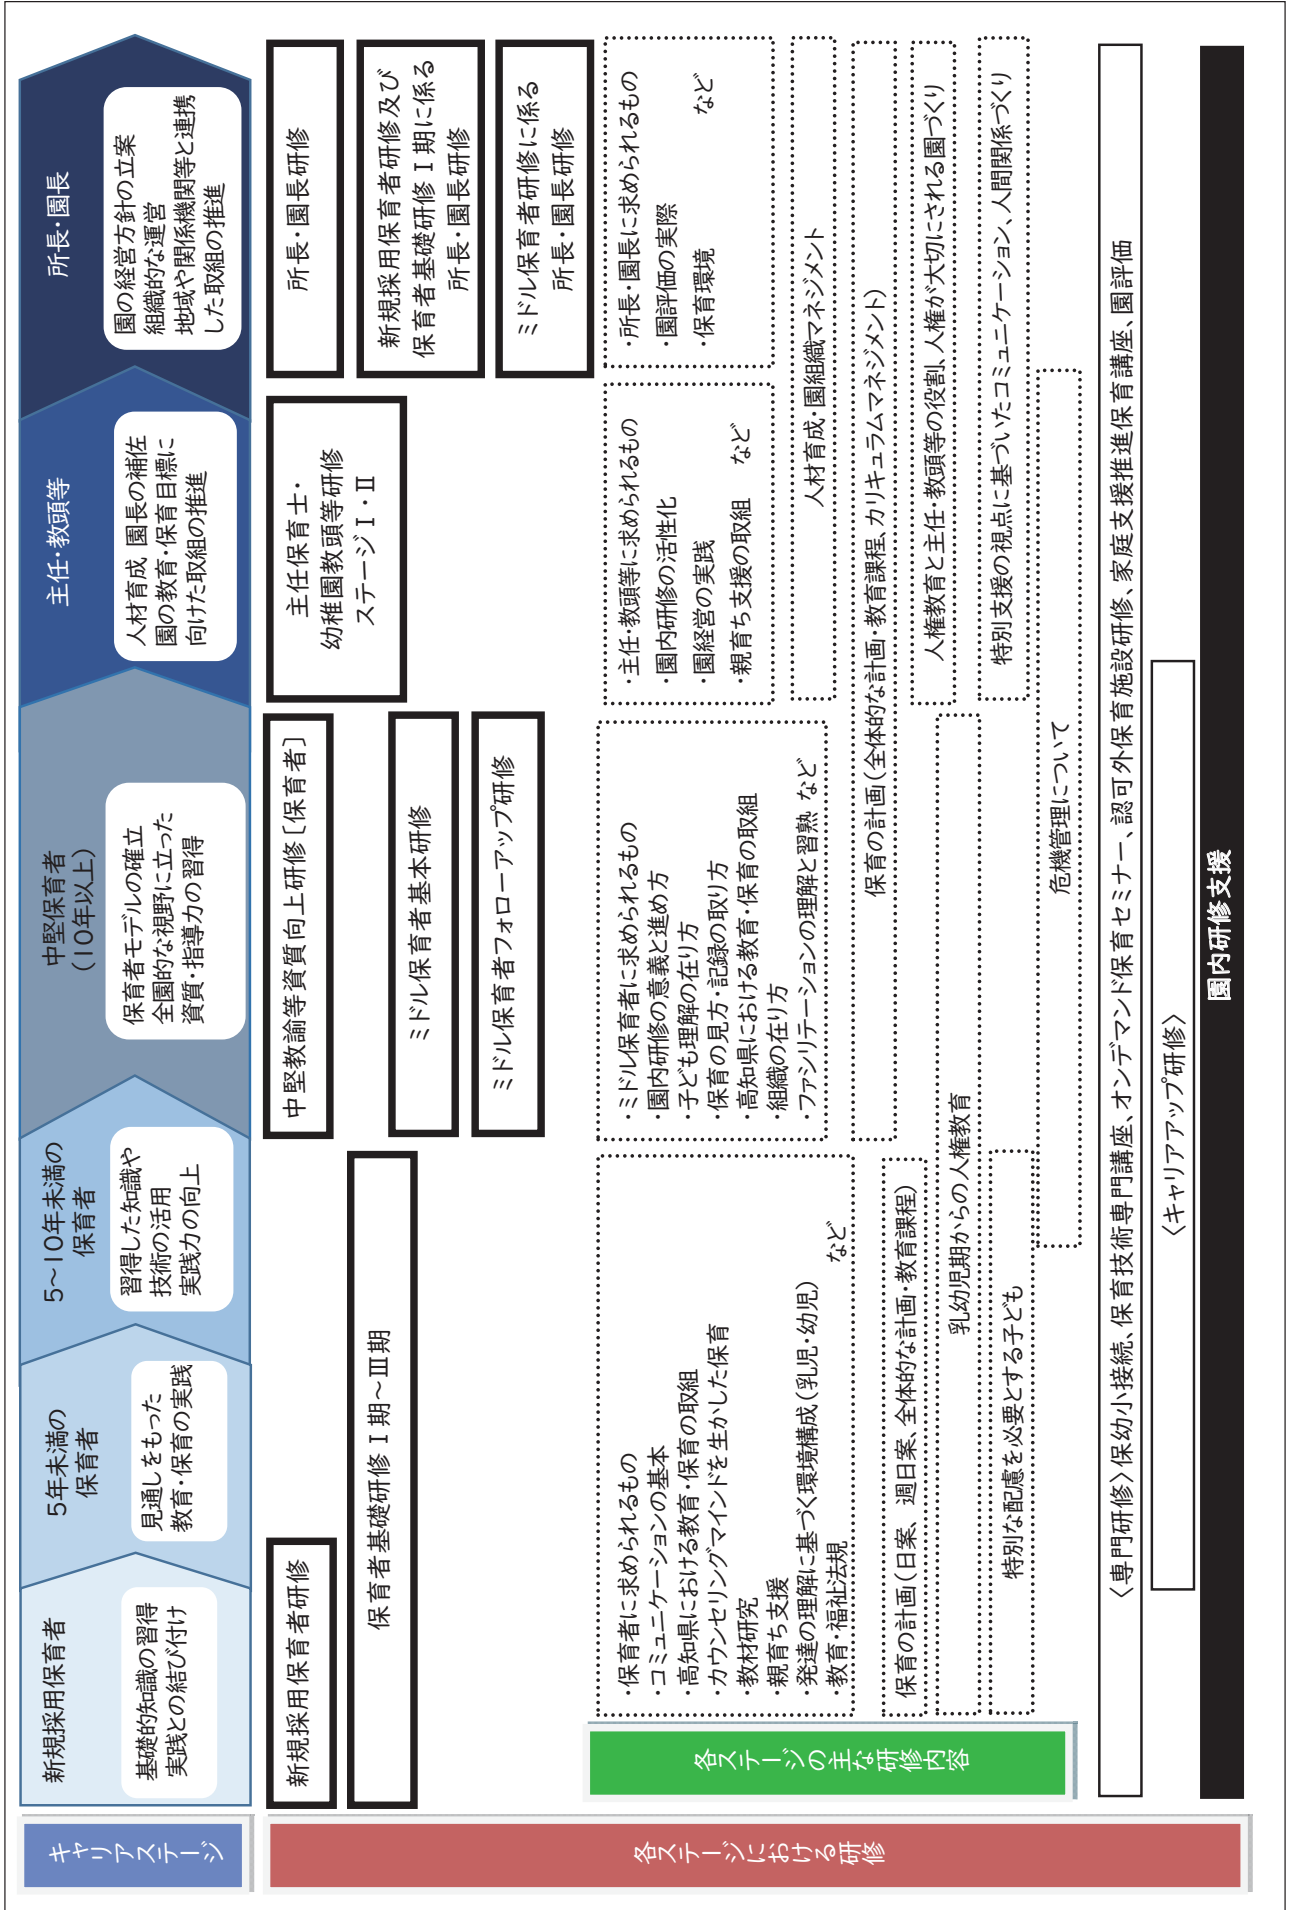 キャリアステージ
新規採用保育者
基礎的知識の習得
実践との結び付け
5年未満の
保育者
見通しをもった
教育・保育の実践
5～10年未満の
保育者
習得した知識や
技術の活用
実践力の向上
中堅保育者
(10年以上)
保育者モデルの確立
全園的な視野に立った
資質・指導力の習得
主任・教頭等
人材育成 園長の補佐
園の教育・保育目標に
向けた取組の推進
所長・園長
園の経営方針の立案
組織的な運営
地域や関係機関等と連携
した取組の推進
各ステージにおける研修
新規採用保育者研修
保育者基礎研修Ⅰ期～Ⅲ期
中堅教諭等資質向上研修〔保育者〕
ミドル保育者基本研修
ミドル保育者フォローアップ研修
主任保育士・
幼稚園教頭等研修
ステージⅠ・Ⅱ
所長・園長研修
新規採用保育者研修及び
保育者基礎研修Ⅰ期に係る
所長・園長研修
ミドル保育者研修に係る
所長・園長研修
各ステージの主な研修内容
・保育者に求められるもの
・コミュニケーションの基本
・高知県における教育・保育の取組
・カウンセリングマインドを生かした保育
・教材研究
・親育ち支援
・発達の理解に基づく環境構成(乳児・幼児)
・教育・福祉法規 など
・ミドル保育者に求められるもの
・園内研修の意義と進め方
・子ども理解の在り方
・保育の見方・記録の取り方
・高知県における教育・保育の取組
・組織の在り方
・ファシリテーションの理解と習熟 など
・主任・教頭等に求められるもの
・園内研修の活性化
・園経営の実践
・親育ち支援の取組 など
・所長・園長に求められるもの
・園評価の実際
・保育環境 など
人材育成・園組織マネジメント
保育の計画(日案、週日案、全体的な計画・教育課程)
保育の計画(全体的な計画・教育課程、カリキュラムマネジメント)
乳幼児期からの人権教育
人権教育と主任・教頭等の役割、人権が大切にされる園づくり
特別な配慮を必要とする子ども
特別支援の視点に基づいたコミュニケーション、人間関係づくり
危機管理について
〈専門研修〉保幼小接続、保育技術専門講座、オンデマンド保育セミナー、認可外保育施設研修、家庭支援推進保育講座、園評価
〈キャリアアップ研修〉
園内研修支援